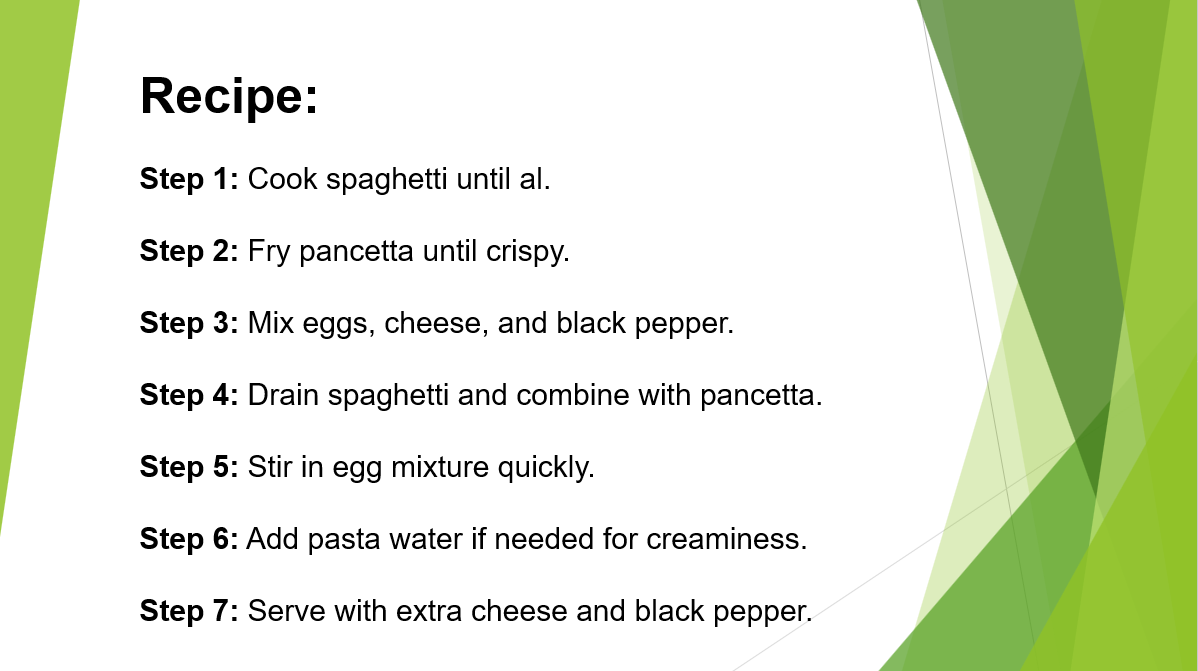 Recipe:
Step 1: Cook spaghetti until al.
Step 2: Fry pancetta until crispy.
Step 3: Mix eggs, cheese, and black pepper.
Step 4: Drain spaghetti and combine with pancetta.
Step 5: Stir in egg mixture quickly.
Step 6: Add pasta water if needed for creaminess.
Step 7: Serve with extra cheese and black pepper.